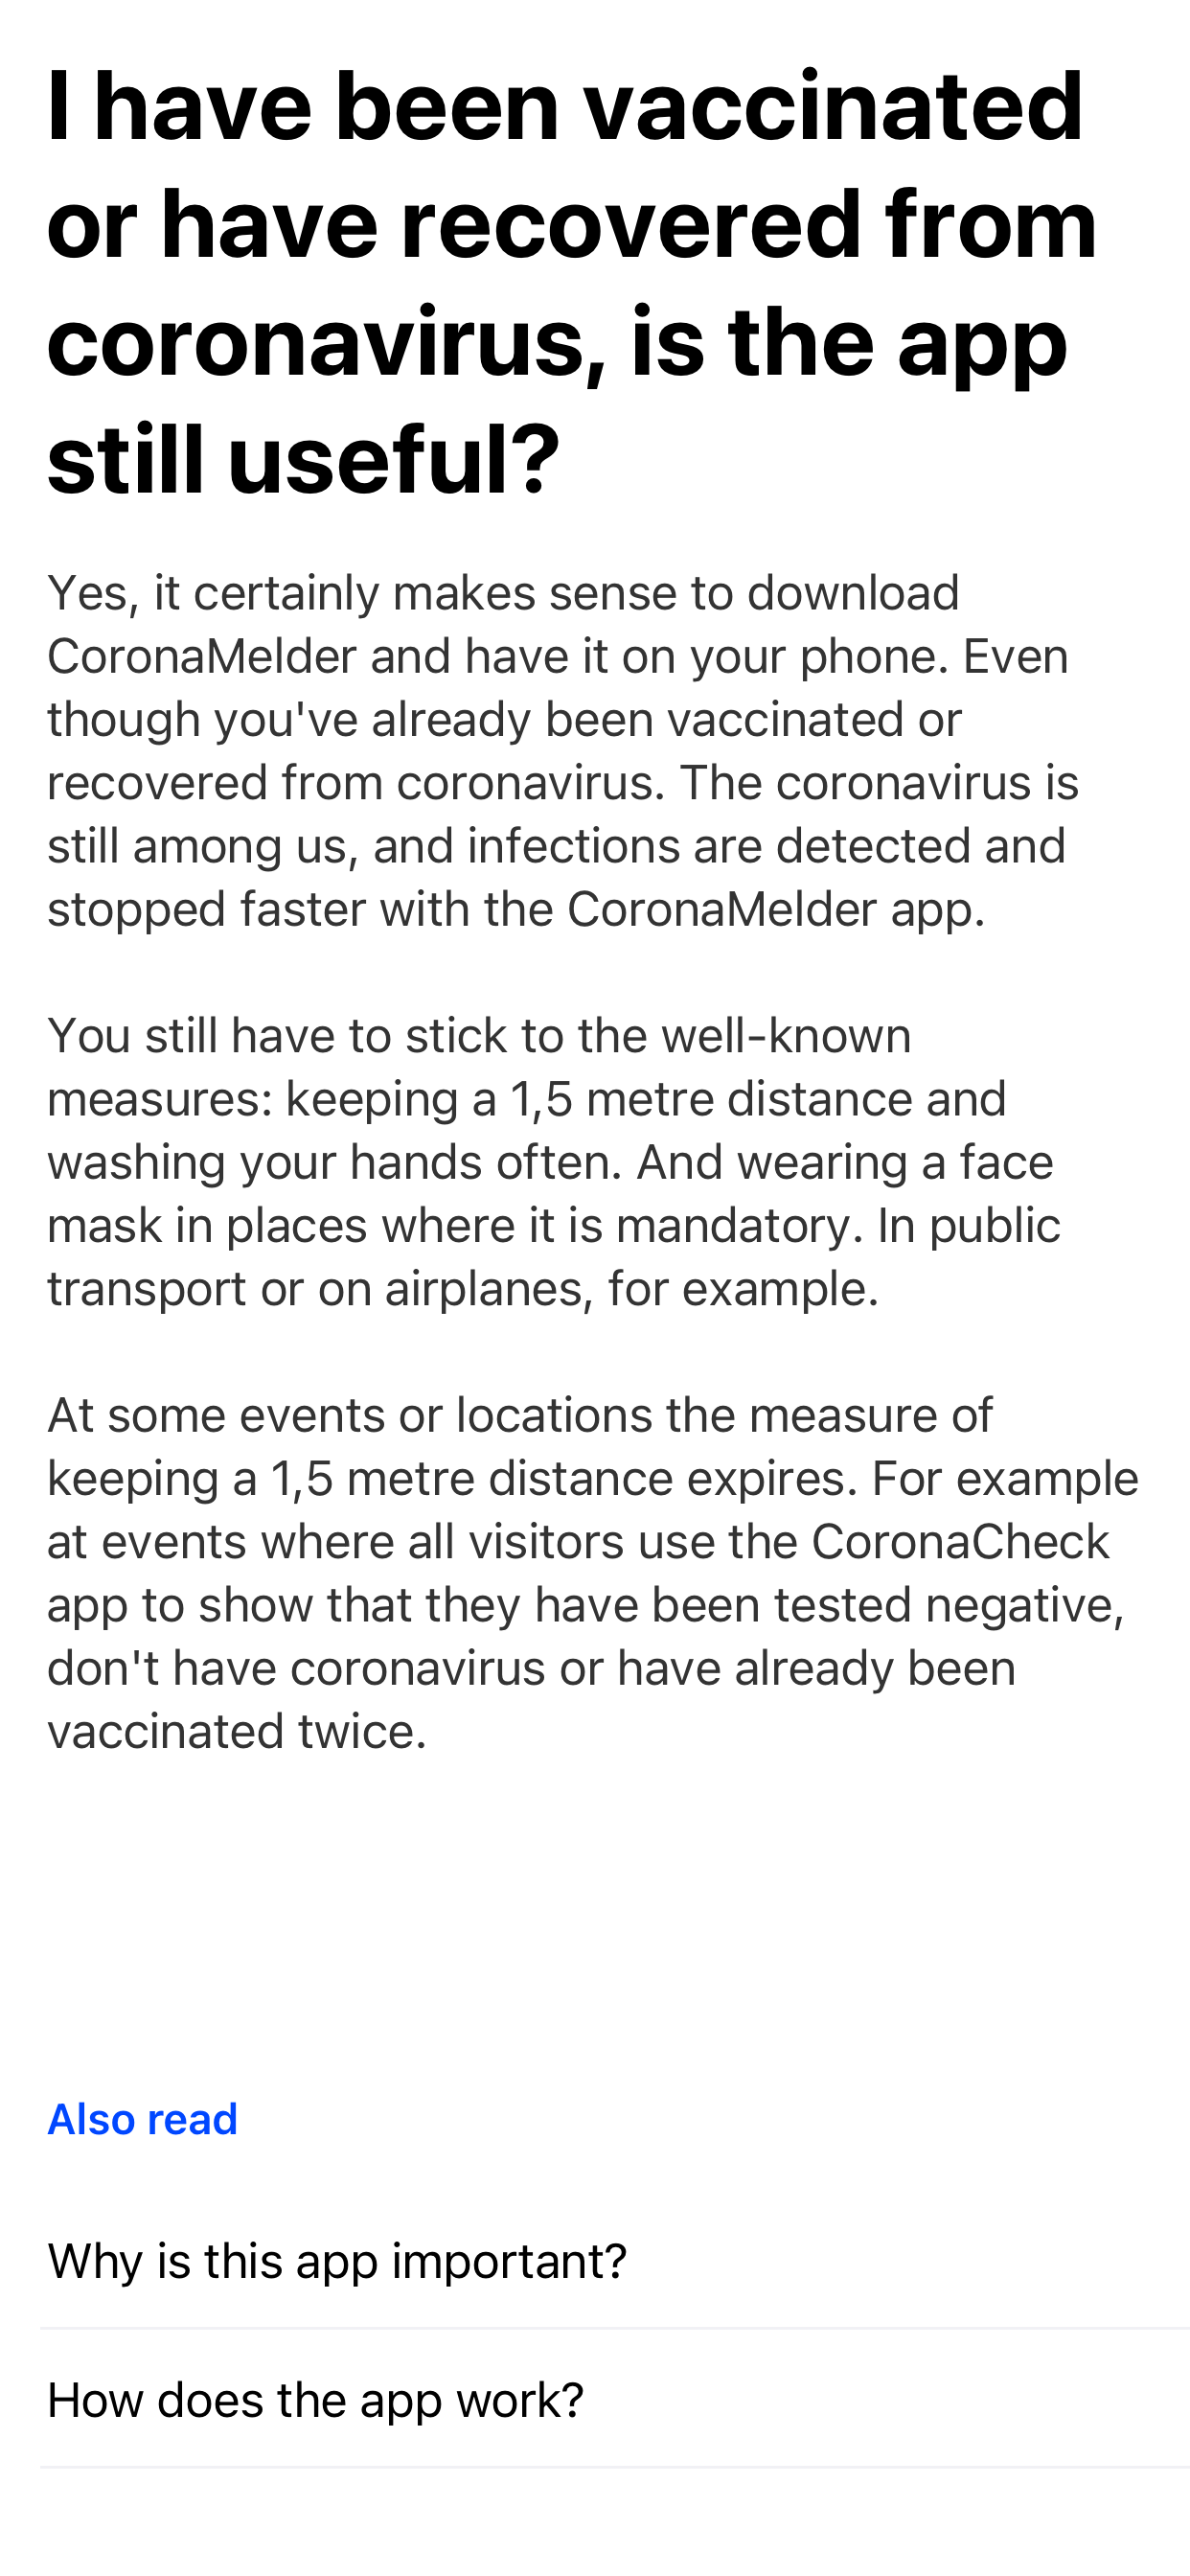 I have been vaccinated
or have recovered from
coronavirus, is the app
still useful?
Yes, it certainly makes sense to download
CoronaMelder and have it on your phone. Even
though you've already been vaccinated or
recovered from coronavirus. The coronavirus is
still among us, and infections are detected and
stopped faster with the CoronaMelder app.
You still have to stick to the well-known
measures: keeping a 1,5 metre distance and
washing your hands often. And wearing a face
mask in places where it is mandatory. In public
transport or on airplanes, for example.
At some events or locations the measure of
keeping a 1,5 metre distance expires. For example
at events where all visitors use the CoronaCheck
app to show that they have been tested negative,
don't have coronavirus or have already been
vaccinated twice.
Also read
Why is this app important?
How does the app work?